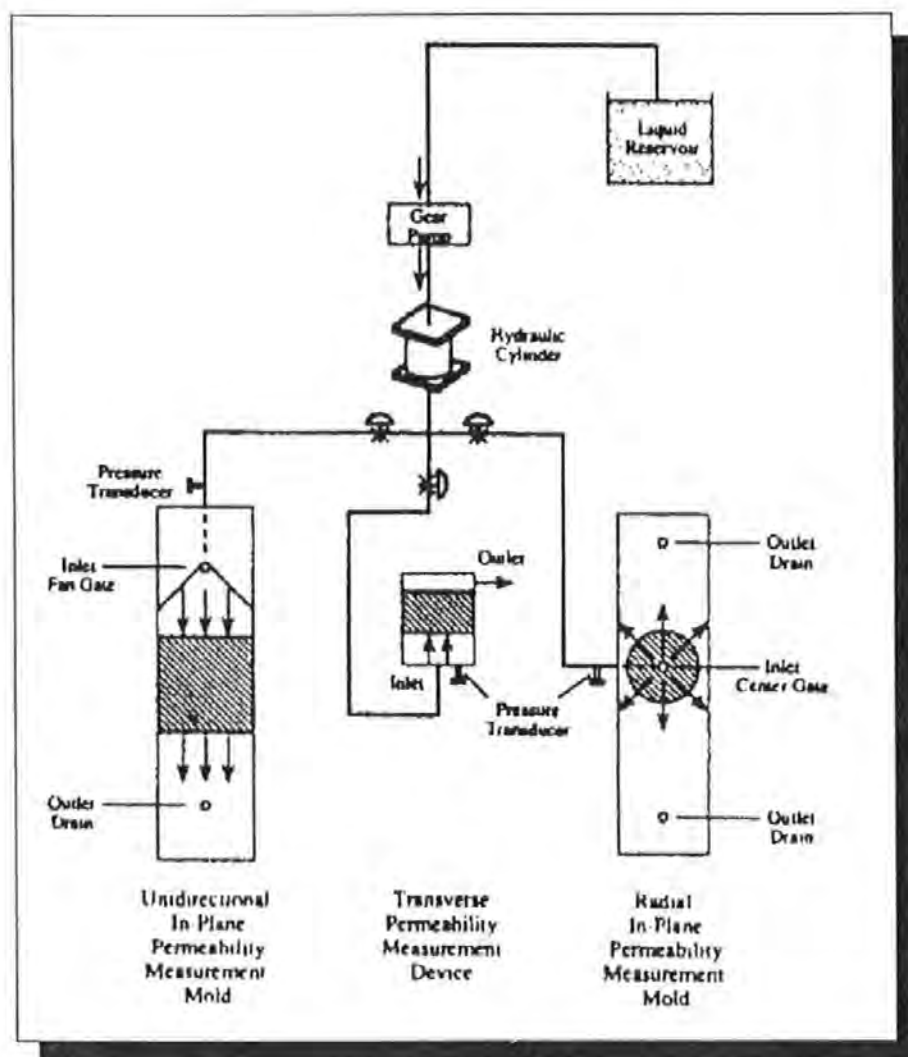 Liquid
Reservoir
Gear
Pump
Hydraulic
Cylinder
Pressure
Transducer
Inlet
Fan Gate
Outlet
Inlet
Pressure
Transducer
Outlet
Drain
Inlet
Center Gate
Outlet
Drain
Outlet
Drain
Unidirectional
In-Plane
Permeability
Measurement
Mold
Transverse
Permeability
Measurement
Device
Radial
In-Plane
Permeability
Measurement
Mold